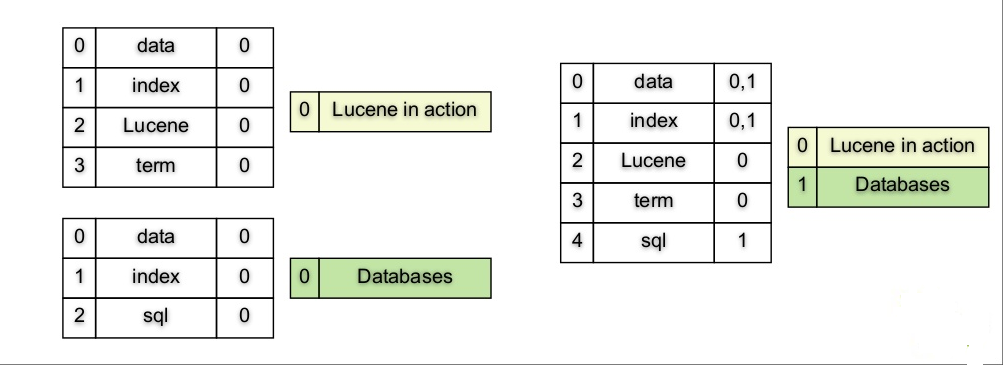 0 data 0
1 index 0
2 Lucene 0
3 term 0
0 Lucene in action
0 data 0
1 index 0
2 sql 0
0 Databases
0 data 0,1
1 index 0,1
2 Lucene 0
3 term 0
4 sql 1
0 Lucene in action
1 Databases